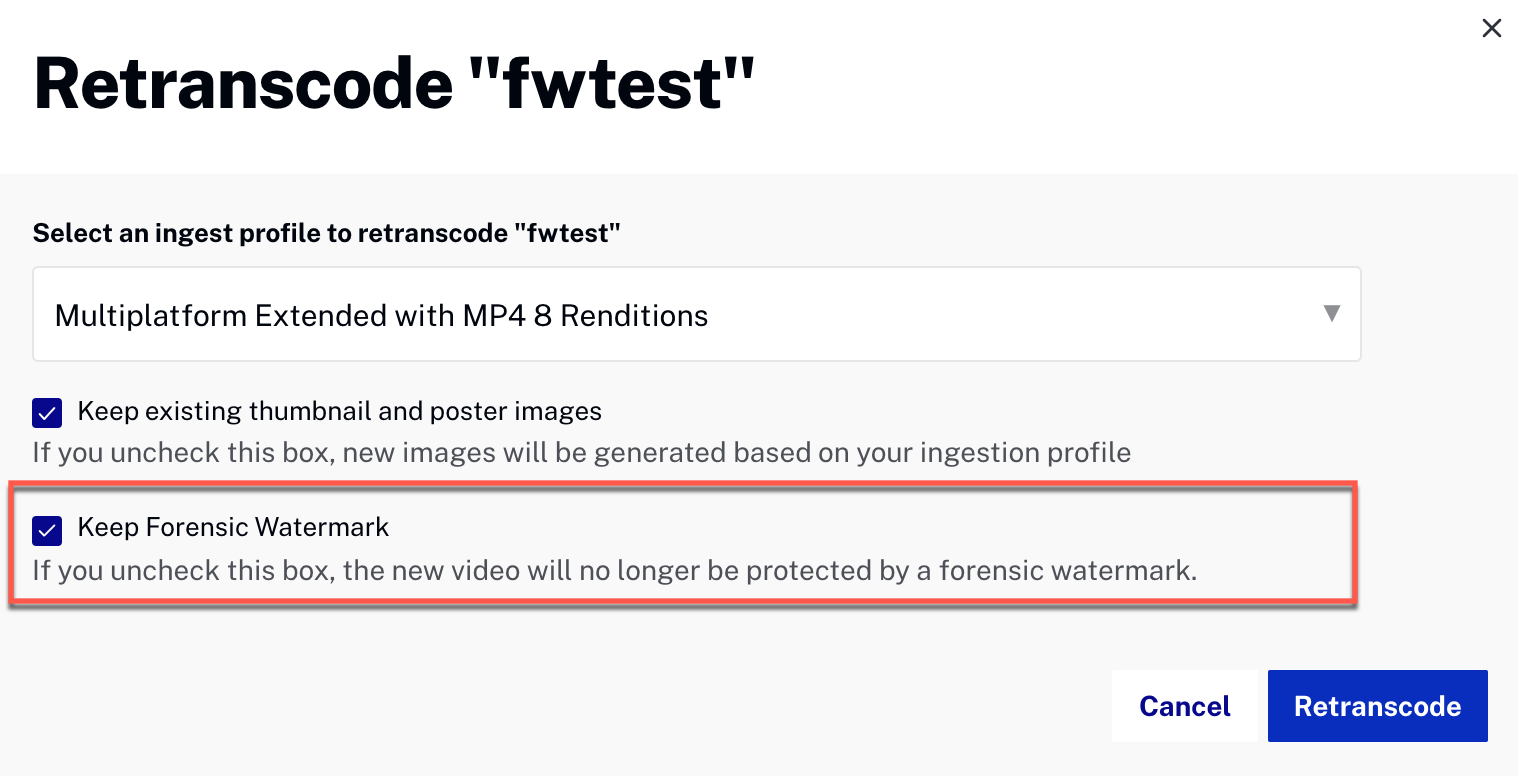 Retranscode "fwtest"
Select an ingest profile to retranscode "fwtest"
Multiplatform Extended with MP4 8 Renditions
Keep existing thumbnail and poster images
If you uncheck this box, new images will be generated based on your ingestion profile
Keep Forensic Watermark
If you uncheck this box, the new video will no longer be protected by a forensic watermark.
Cancel Retranscode